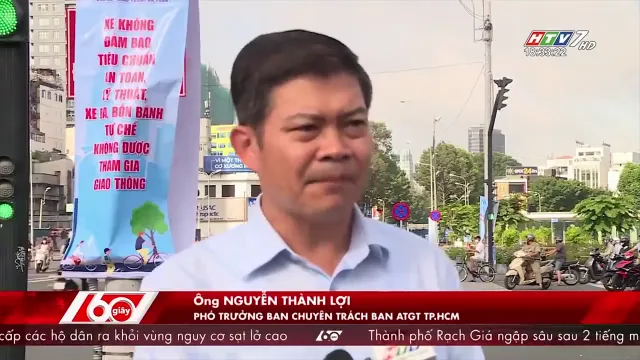 XE KHÔNG
ĐẢM BẢO
TIÊU CHUẨN
AN TOÀN,
KỸ THUẬT,
XE BA, BỐN BÁNH
TỰ CHẾ
KHÔNG ĐƯỢC
THAM GIA
GIAO THÔNG
HTV7 HD
18:33:22
60 giây
Ông NGUYỄN THÀNH LỢI
PHÓ TRƯỞNG BAN CHUYÊN TRÁCH BAN ATGT TP.HCM
cấp các hộ dân ra khỏi vùng nguy cơ sạt lở cao
Thành phố Rạch Giá ngập sâu sau 2 tiếng m